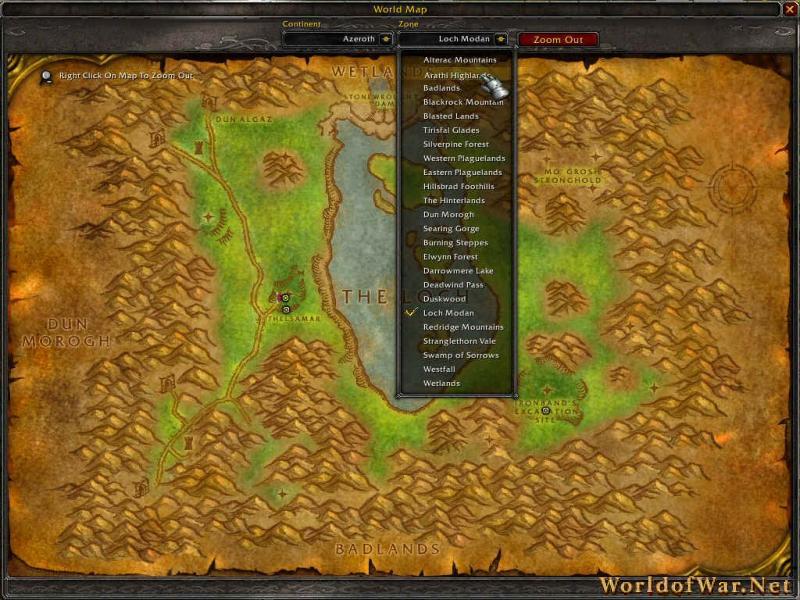 World Map
Continent
Zone
Azeroth
Loch Modan
Zoom Out
Right Click On Map To Zoom Out
Alterac Mountains
Arathi Highlands
Badlands
Blackrock Mountain
Blasted Lands
Tirisfal Glades
Silverpine Forest
Western Plaguelands
Eastern Plaguelands
Hillsbrad Foothills
The Hinterlands
Dun Morogh
Searing Gorge
Burning Steppes
Elwynn Forest
Darrowmere Lake
Deadwind Pass
Duskwood
Loch Modan
Redridge Mountains
Stranglethorn Vale
Swamp of Sorrows
Westfall
Wetlands
WETLAND
STONEWRO
DAM
DUN ALGAZ
MO'GROSH
STRONGHOLD
THE LOCH
THELSAMAR
DUN
MOROGH
IRONBAND'S
EXCAVATION
SITE
BADLANDS
WorldofWar.Net